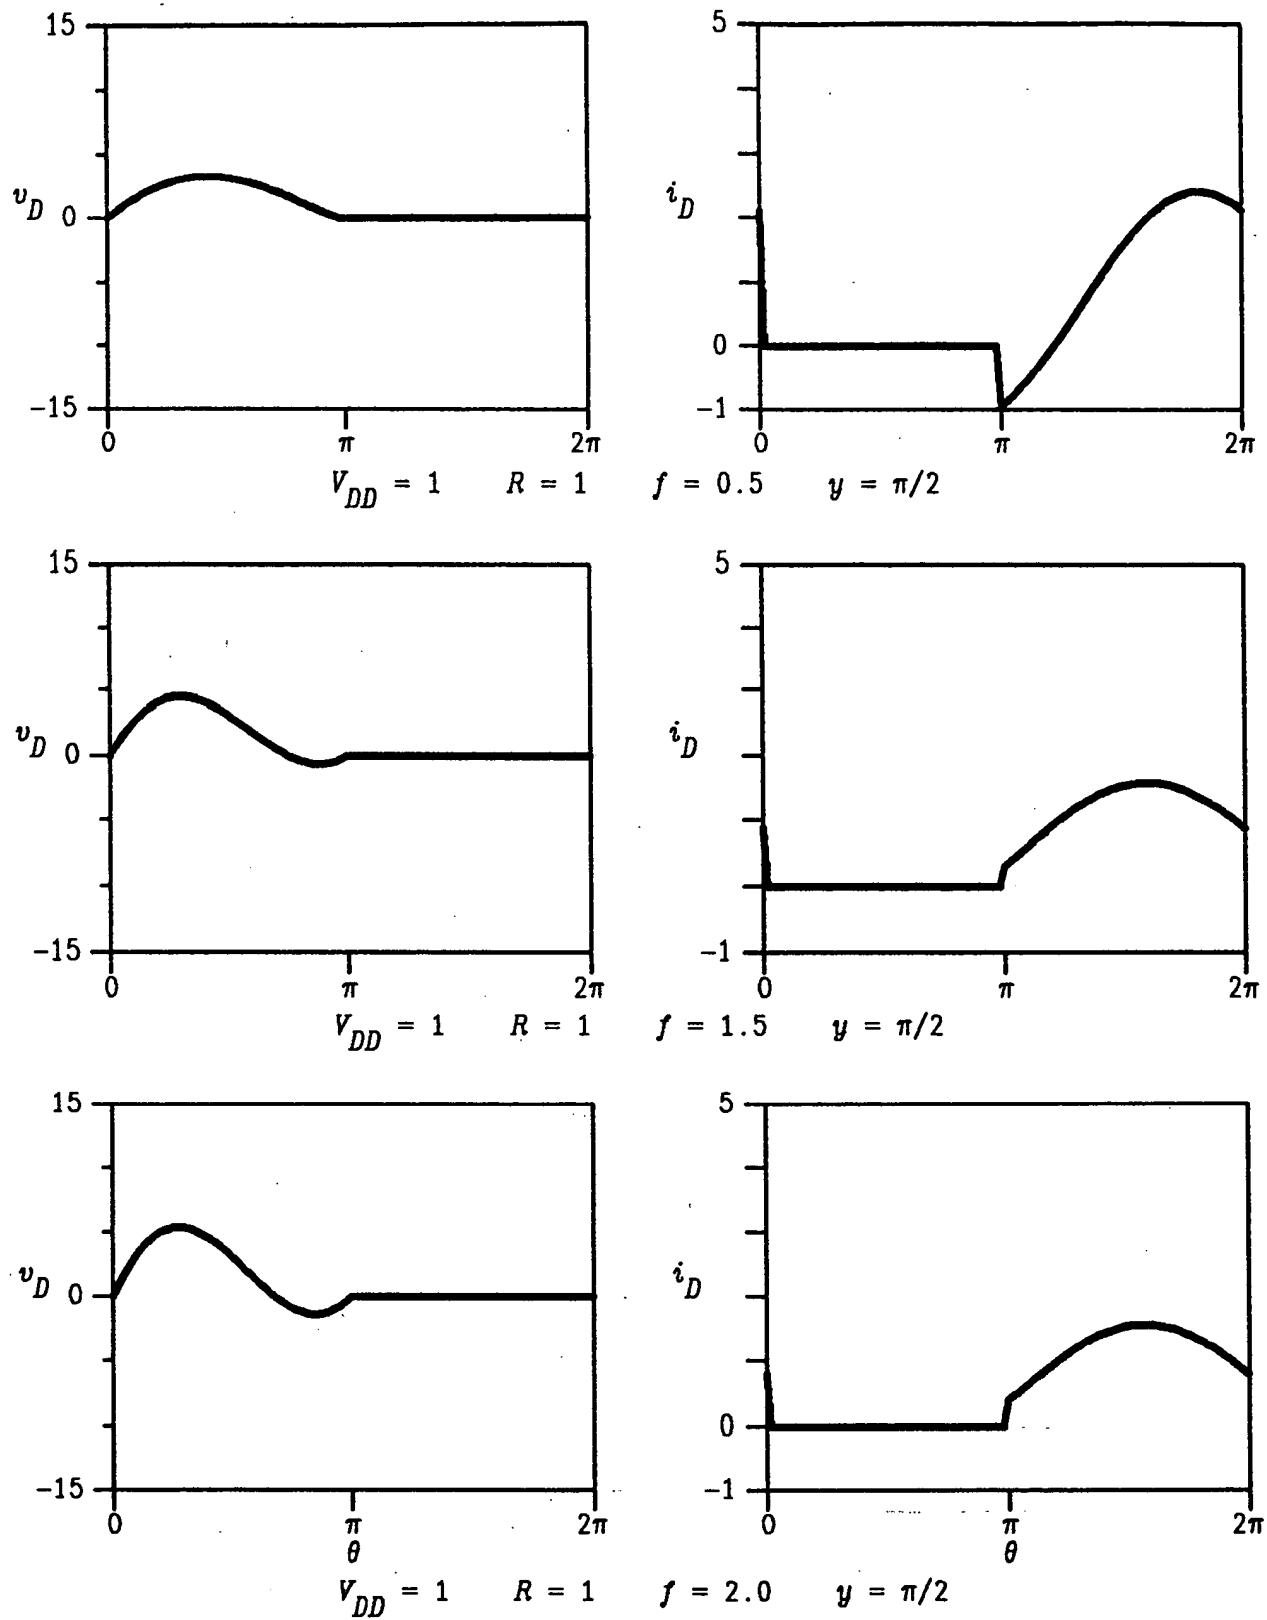 15
5
v_D
0
i_D
0
-15
-1
0 π 2π
0 π 2π
V_DD = 1 R = 1 f = 0.5 y = π/2
15
5
v_D
0
i_D
-15
-1
0 π 2π
0 π 2π
V_DD = 1 R = 1 f = 1.5 y = π/2
15
5
v_D
0
i_D
0
-15
-1
0 π 2π
θ
0 π 2π
θ
V_DD = 1 R = 1 f = 2.0 y = π/2